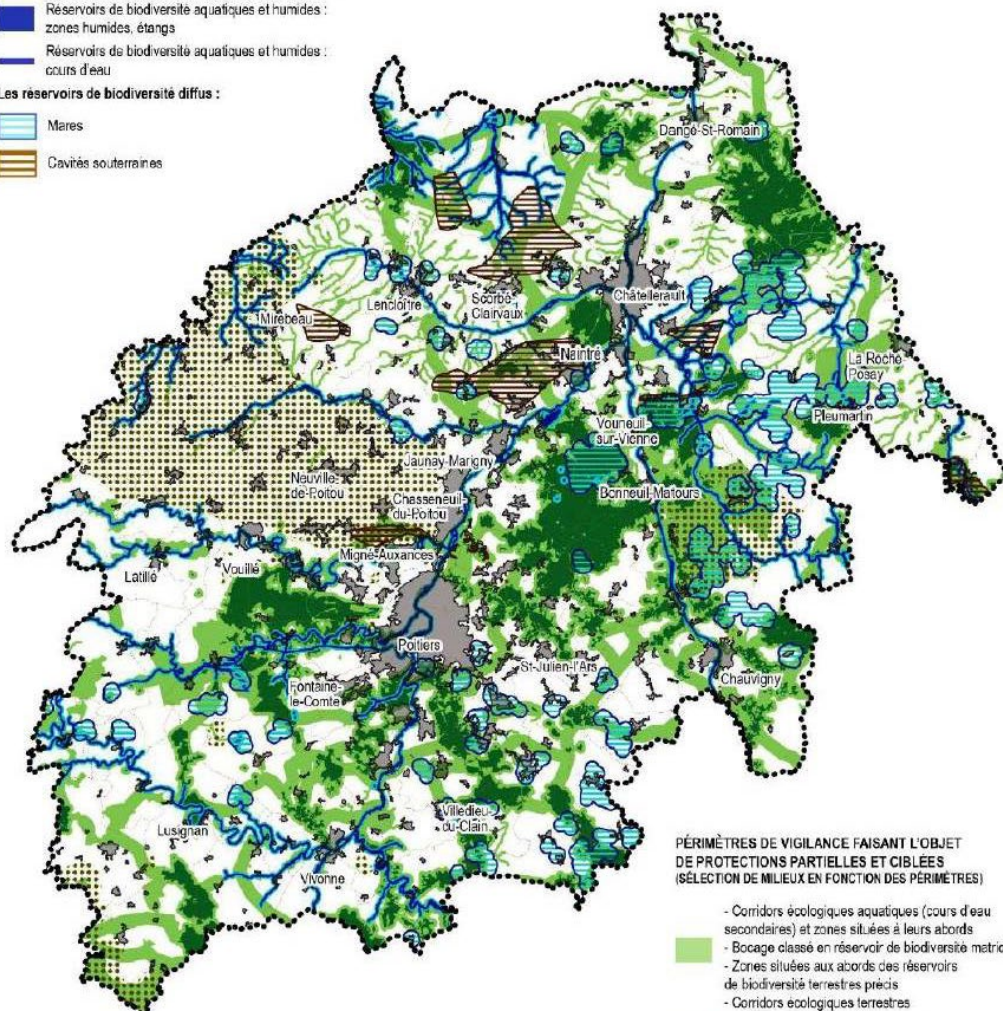 Réservoirs de biodiversité aquatiques et humides :
zones humides, étangs
Réservoirs de biodiversité aquatiques et humides :
cours d'eau
Les réservoirs de biodiversité diffus :
Mares
Cavités souterraines
Dangé-St-Romain
Châtellerault
Lencloître
Scorbé-
Clairvaux
Mirebeau
Naintré
La Roche-
Posay
Pleumartin
Vouneuil-
sur-Vienne
Jaunay-Marigny
Neuville-
de-Poitou
Chasseneuil-
du-Poitou
Bonneuil-Matours
Migné-Auxances
Latillé
Vouillé
Poitiers
St-Julien-l'Ars
Chauvigny
Fontaine-
le-Comte
Villedieu-
du-Clain
Lusignan
Vivonne
PÉRIMÈTRES DE VIGILANCE FAISANT L'OBJET
DE PROTECTIONS PARTIELLES ET CIBLÉES
(SÉLECTION DE MILIEUX EN FONCTION DES PÉRIMÈTRES)
- Corridors écologiques aquatiques (cours d'eau
secondaires) et zones situées à leurs abords
- Bocage classé en réservoir de biodiversité matric
- Zones situées aux abords des réservoirs
de biodiversité terrestres précis
- Corridors écologiques terrestres